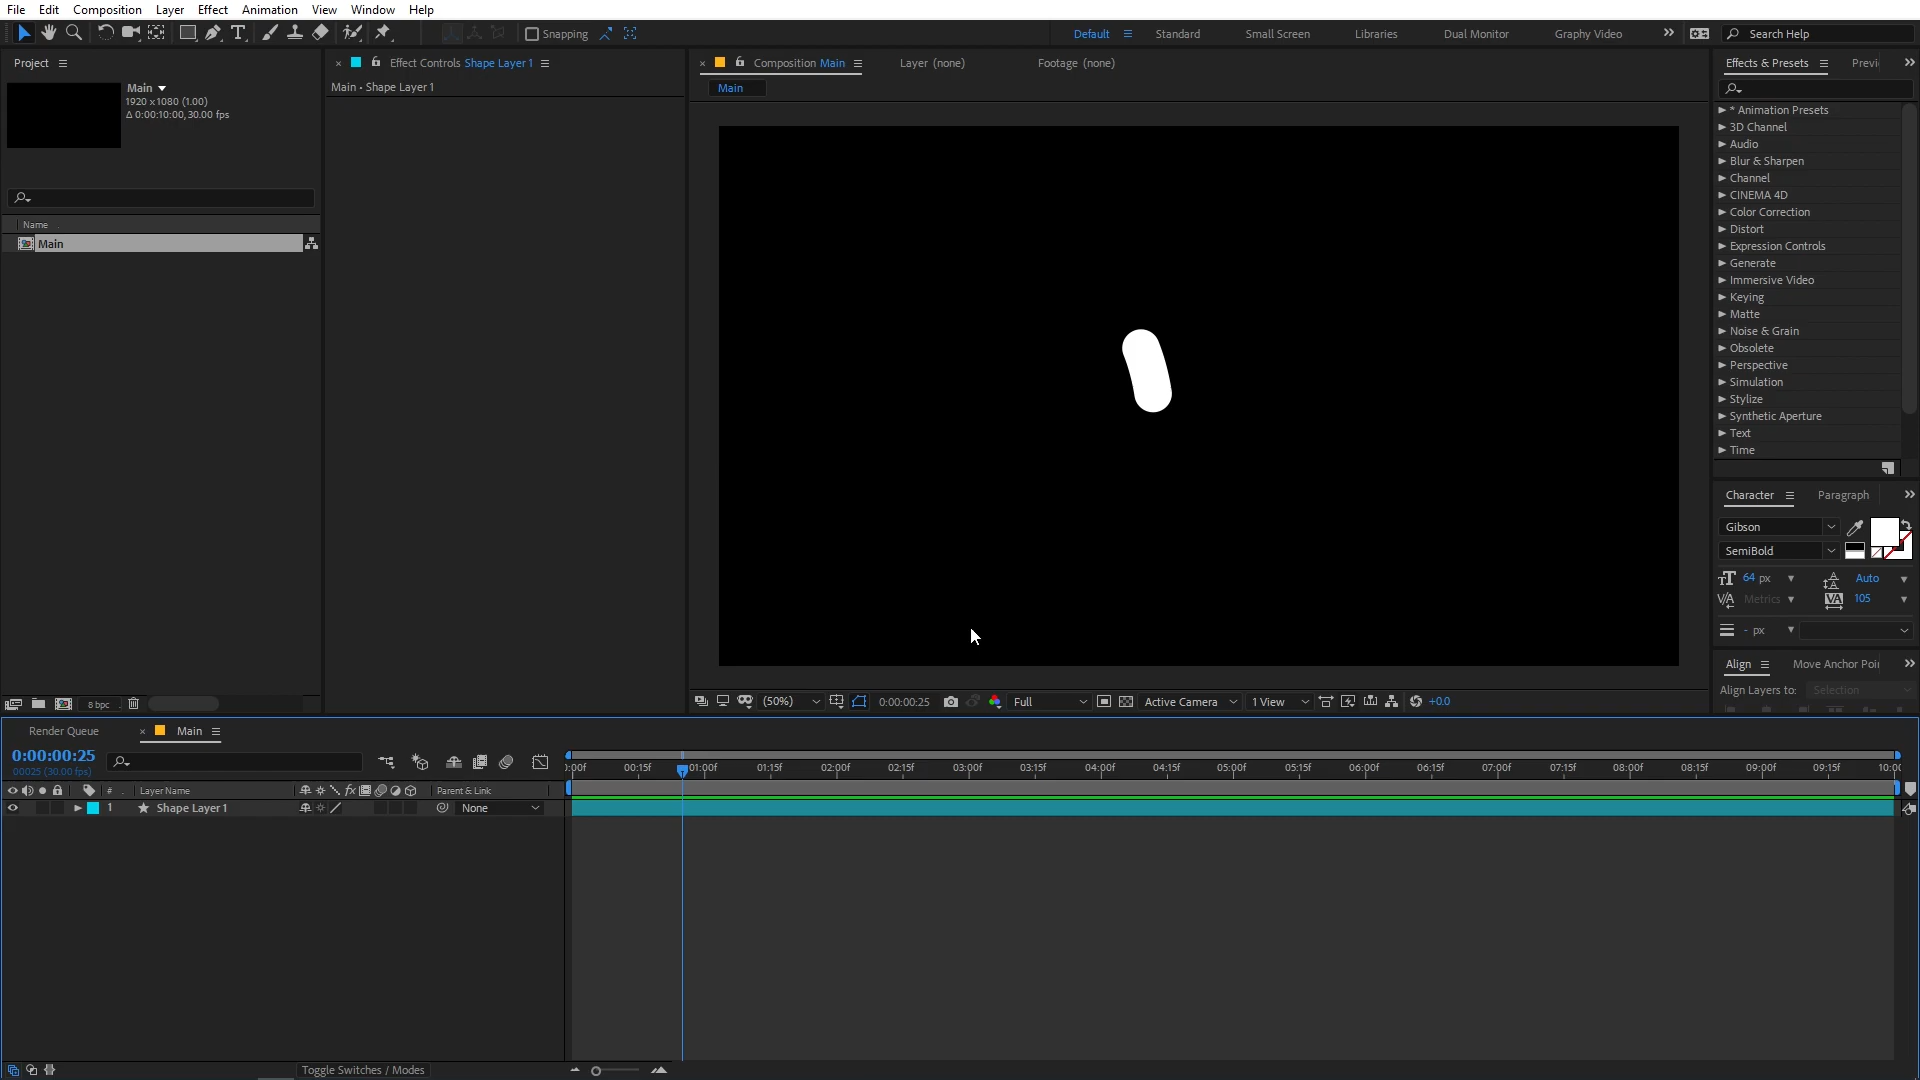 File Edit Composition Layer Effect Animation View Window Help
Snapping Default Standard Small Screen Libraries Dual Monitor Graphy Video Search Help
Project
Main
1920 x 1080 (1.00)
Δ 0:00:10:00, 30.00 fps
Name
Main
8 bpc
Effect Controls Shape Layer 1
Main • Shape Layer 1
Composition Main Layer (none) Footage (none)
Main
(50%) 0:00:00:25 Full Active Camera 1 View +0.0
Effects & Presets
* Animation Presets
3D Channel
Audio
Blur & Sharpen
Channel
CINEMA 4D
Color Correction
Distort
Expression Controls
Generate
Immersive Video
Keying
Matte
Noise & Grain
Obsolete
Perspective
Simulation
Stylize
Synthetic Aperture
Text
Time
Character Paragraph
Gibson
SemiBold
64 px Auto
Metrics 105
- px
Align Move Anchor Poi
Align Layers to: Selection
Render Queue Main
0:00:00:25
00025 (30.00 fps)
00:15f 01:00f 01:15f 02:00f 02:15f 03:00f 03:15f 04:00f 04:15f 05:00f 05:15f 06:00f 06:15f 07:00f 07:15f 08:00f 08:15f 09:00f 09:15f
# Layer Name Parent & Link
1 Shape Layer 1 None
Toggle Switches / Modes